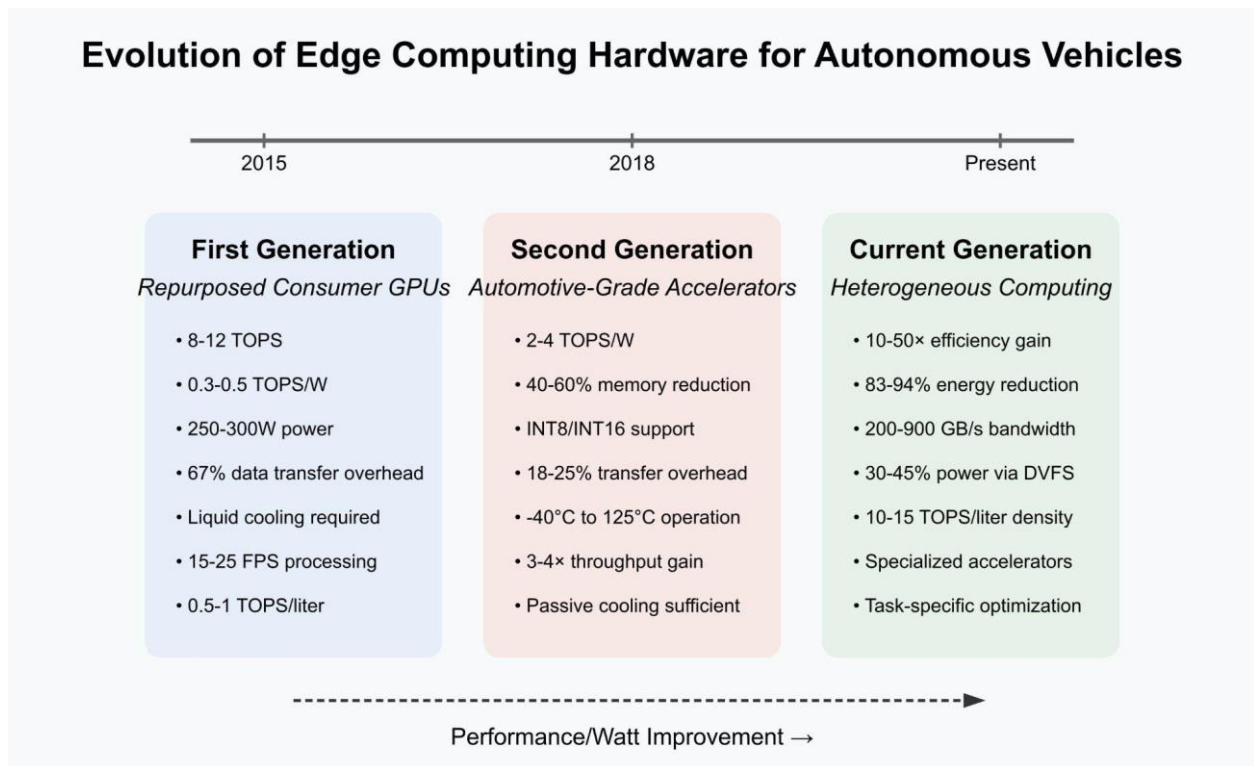 Evolution of Edge Computing Hardware for Autonomous Vehicles
2015
2018
Present
First Generation
Repurposed Consumer GPUs
• 8-12 TOPS
• 0.3-0.5 TOPS/W
• 250-300W power
• 67% data transfer overhead
• Liquid cooling required
• 15-25 FPS processing
• 0.5-1 TOPS/liter
Second Generation
Automotive-Grade Accelerators
• 2-4 TOPS/W
• 40-60% memory reduction
• INT8/INT16 support
• 18-25% transfer overhead
• -40°C to 125°C operation
• 3-4× throughput gain
• Passive cooling sufficient
Current Generation
Heterogeneous Computing
• 10-50× efficiency gain
• 83-94% energy reduction
• 200-900 GB/s bandwidth
• 30-45% power via DVFS
• 10-15 TOPS/liter density
• Specialized accelerators
• Task-specific optimization
Performance/Watt Improvement →